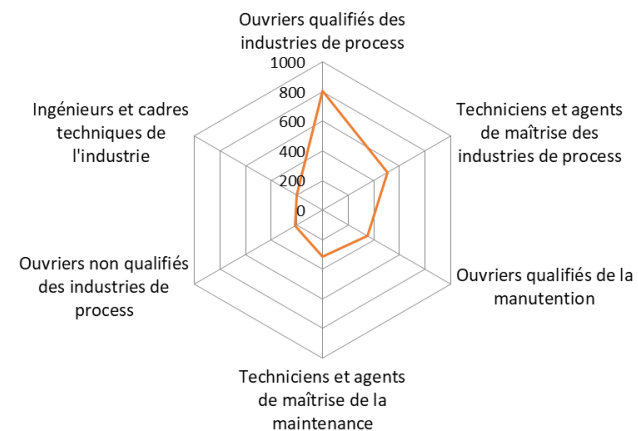 Ouvriers qualifiés des
industries de process
1000
800
600
400
200
0
Techniciens et agents
de maîtrise des
industries de process
Ouvriers qualifiés de la
manutention
Techniciens et agents
de maîtrise de la
maintenance
Ouvriers non qualifiés
des industries de
process
Ingénieurs et cadres
techniques de
l'industrie